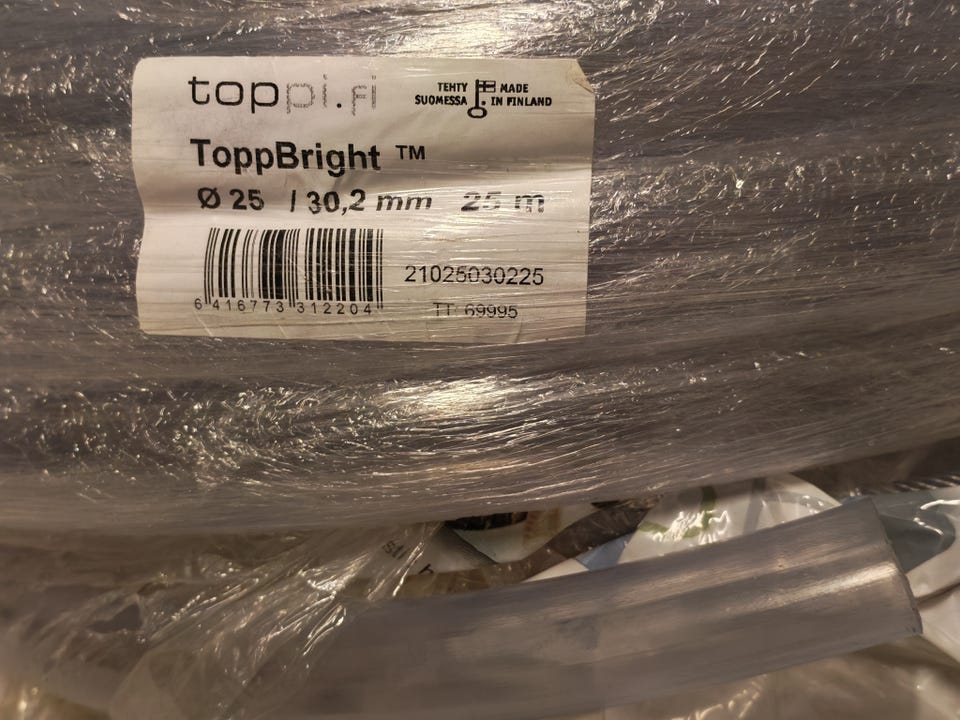 toppi.fi
TEHTY MADE
SUOMESSA IN FINLAND
ToppBright ™
Ø 25 / 30,2 mm 25 m
21025030225
6 416773 312204
TT: 69995